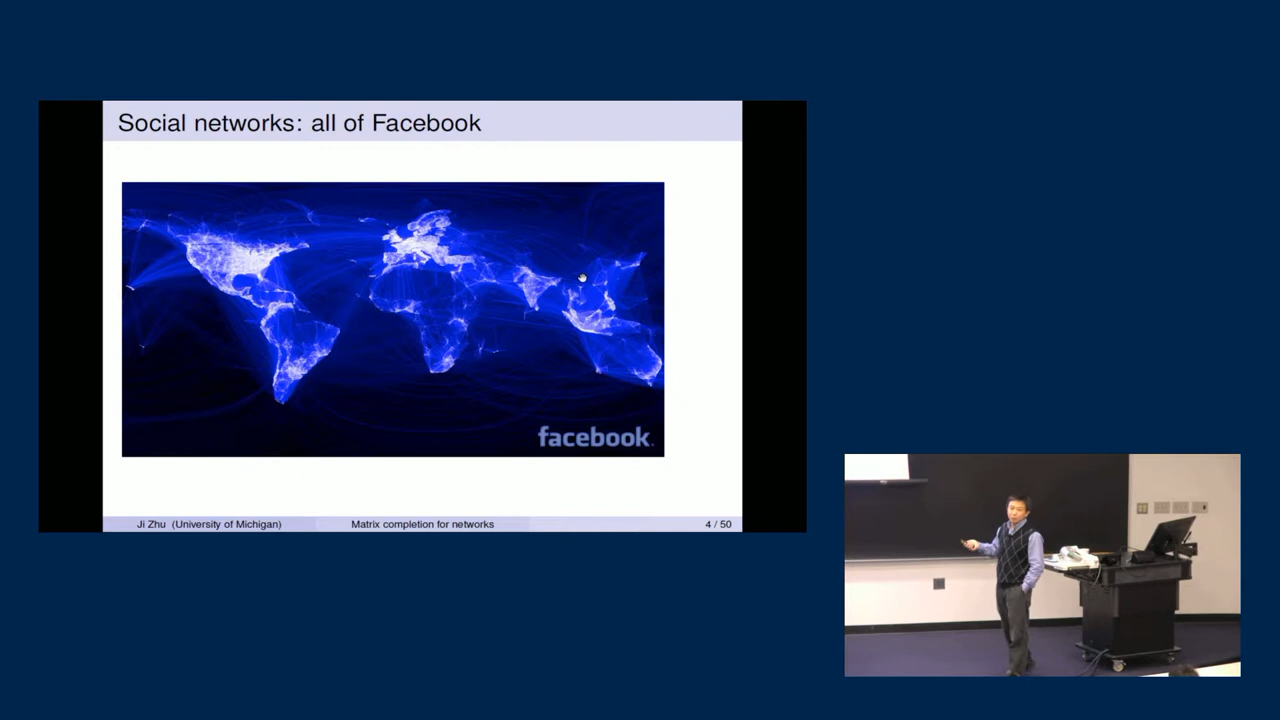 Social networks: all of Facebook
facebook.
Ji Zhu (University of Michigan)
Matrix completion for networks
4 / 50